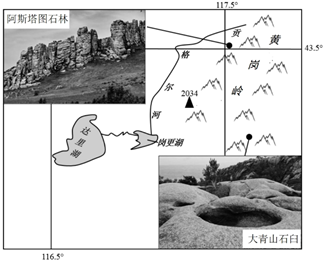 阿斯塔图石林
117.5°
贡
格
尔
河
黄
岗
岭
43.5°
2034
达
里
湖
岗更湖
大青山石臼
116.5°